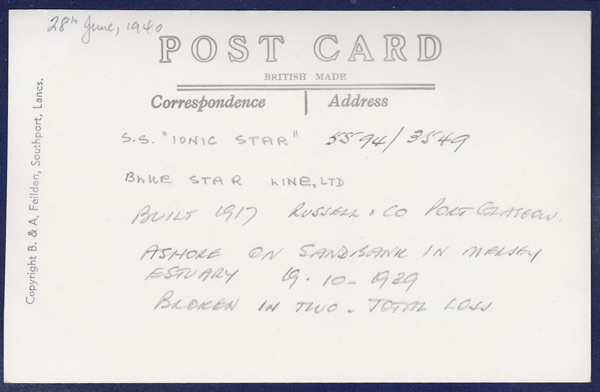 28th June, 1940
POST CARD
BRITISH MADE
Correspondence | Address
S.S. "IONIC STAR" 5594/3549
BLUE STAR LINE, LTD
BUILT 1917 RUSSELL & CO PORT GLASGOW.
ASHORE ON SANDBANK IN MERSEY
ESTUARY 19-10-1939
BROKEN IN TWO - TOTAL LOSS
Copyright B. & A. Feilden, Southport, Lancs.